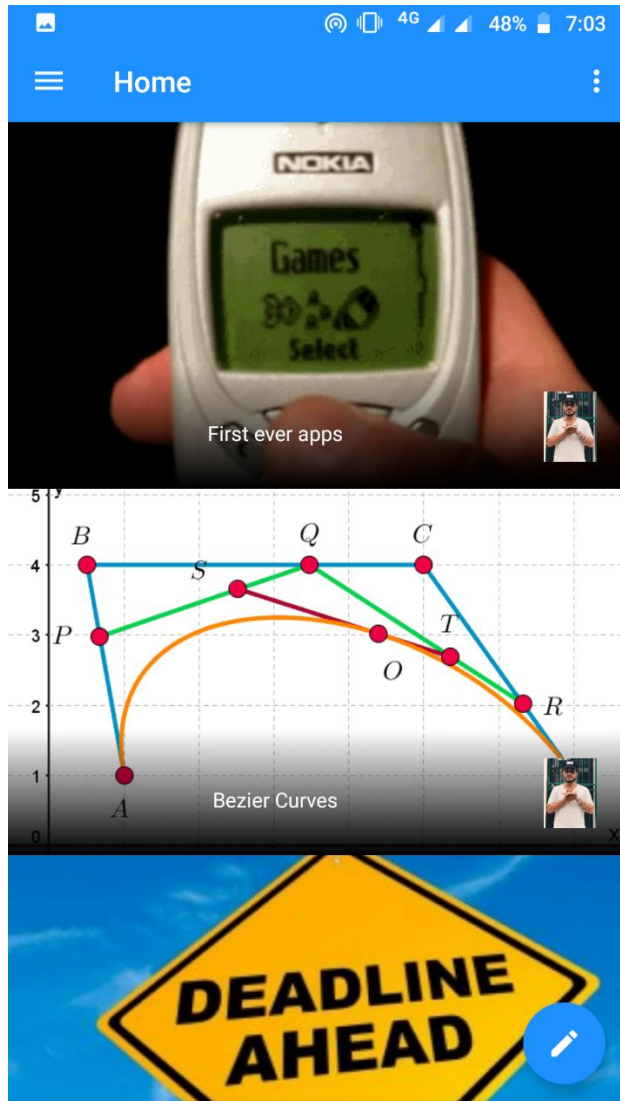 4G 48% 7:03
Home
NOKIA
Games
Select
First ever apps
5 y
B Q C
4
S
P 3 T
O
2 R
1
A
Bezier Curves
0 x
DEADLINE
AHEAD